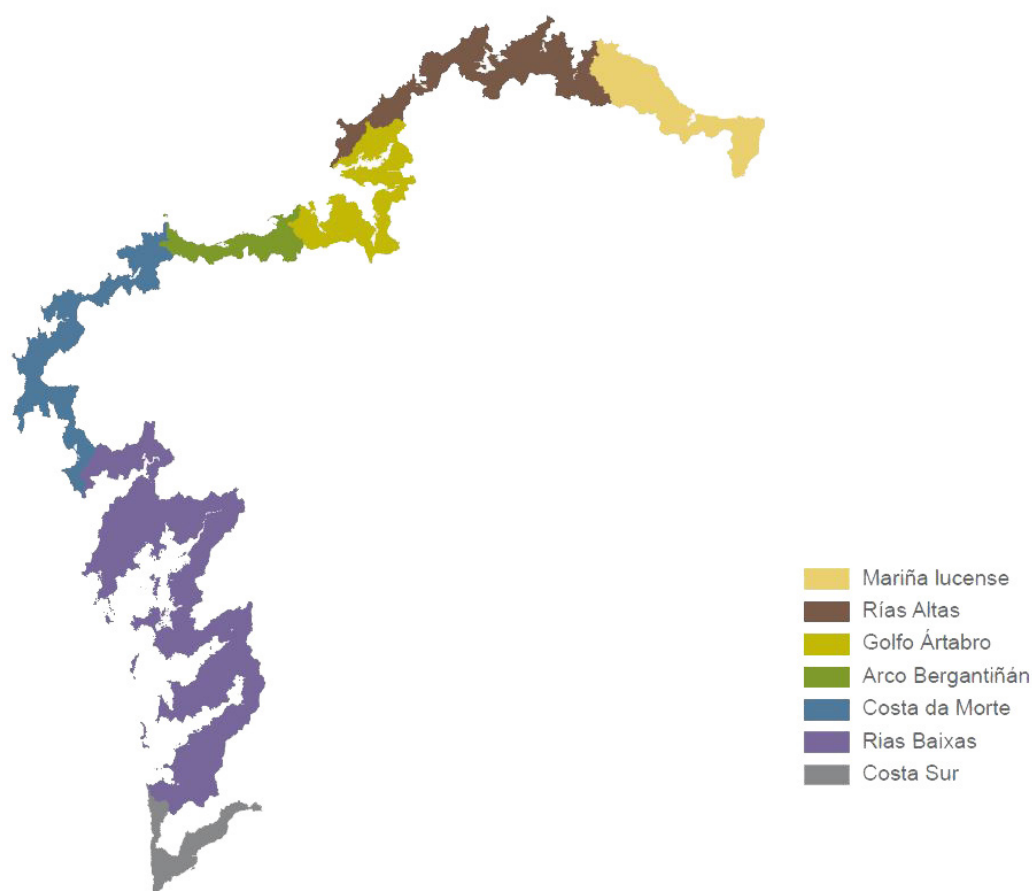 Mariña lucense
Rías Altas
Golfo Ártabro
Arco Bergantiñán
Costa da Morte
Rias Baixas
Costa Sur